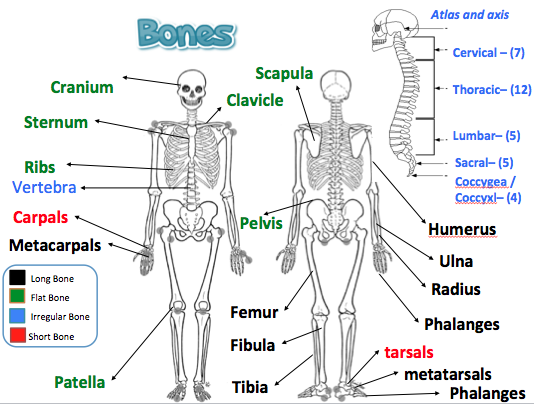 Bones
Atlas and axis
Cervical – (7)
Thoracic– (12)
Lumbar– (5)
Sacral– (5)
Coccygea /
Coccyxl– (4)
Cranium
Sternum
Ribs
Vertebra
Carpals
Metacarpals
Patella
Scapula
Clavicle
Pelvis
Femur
Fibula
Tibia
Humerus
Ulna
Radius
Phalanges
tarsals
metatarsals
Phalanges
Long Bone
Flat Bone
Irregular Bone
Short Bone